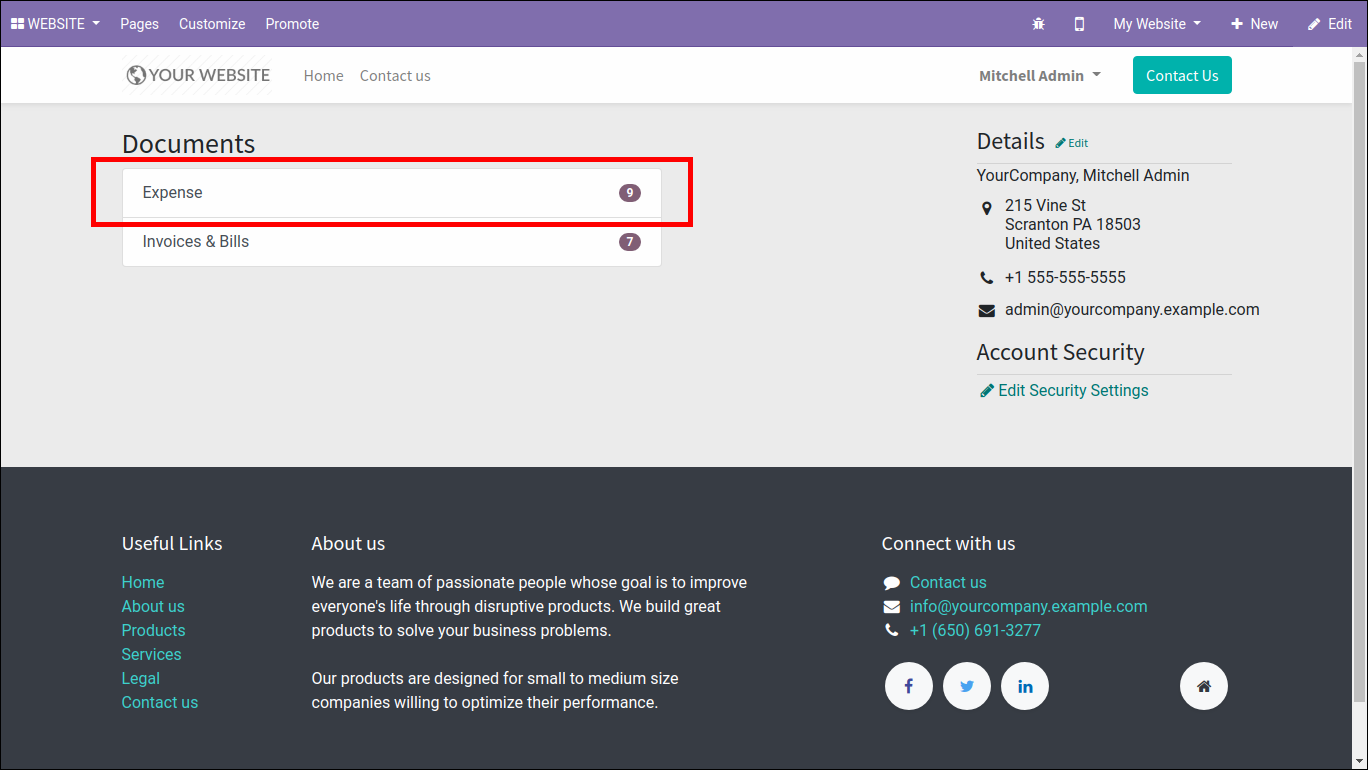 WEBSITE Pages Customize Promote My Website New Edit
YOUR WEBSITE Home Contact us Mitchell Admin Contact Us
Documents
Expense 9
Invoices & Bills 7
Details Edit
YourCompany, Mitchell Admin
215 Vine St
Scranton PA 18503
United States
+1 555-555-5555
admin@yourcompany.example.com
Account Security
Edit Security Settings
Useful Links
Home
About us
Products
Services
Legal
Contact us
About us
We are a team of passionate people whose goal is to improve
everyone's life through disruptive products. We build great
products to solve your business problems.
Our products are designed for small to medium size
companies willing to optimize their performance.
Connect with us
Contact us
info@yourcompany.example.com
+1 (650) 691-3277